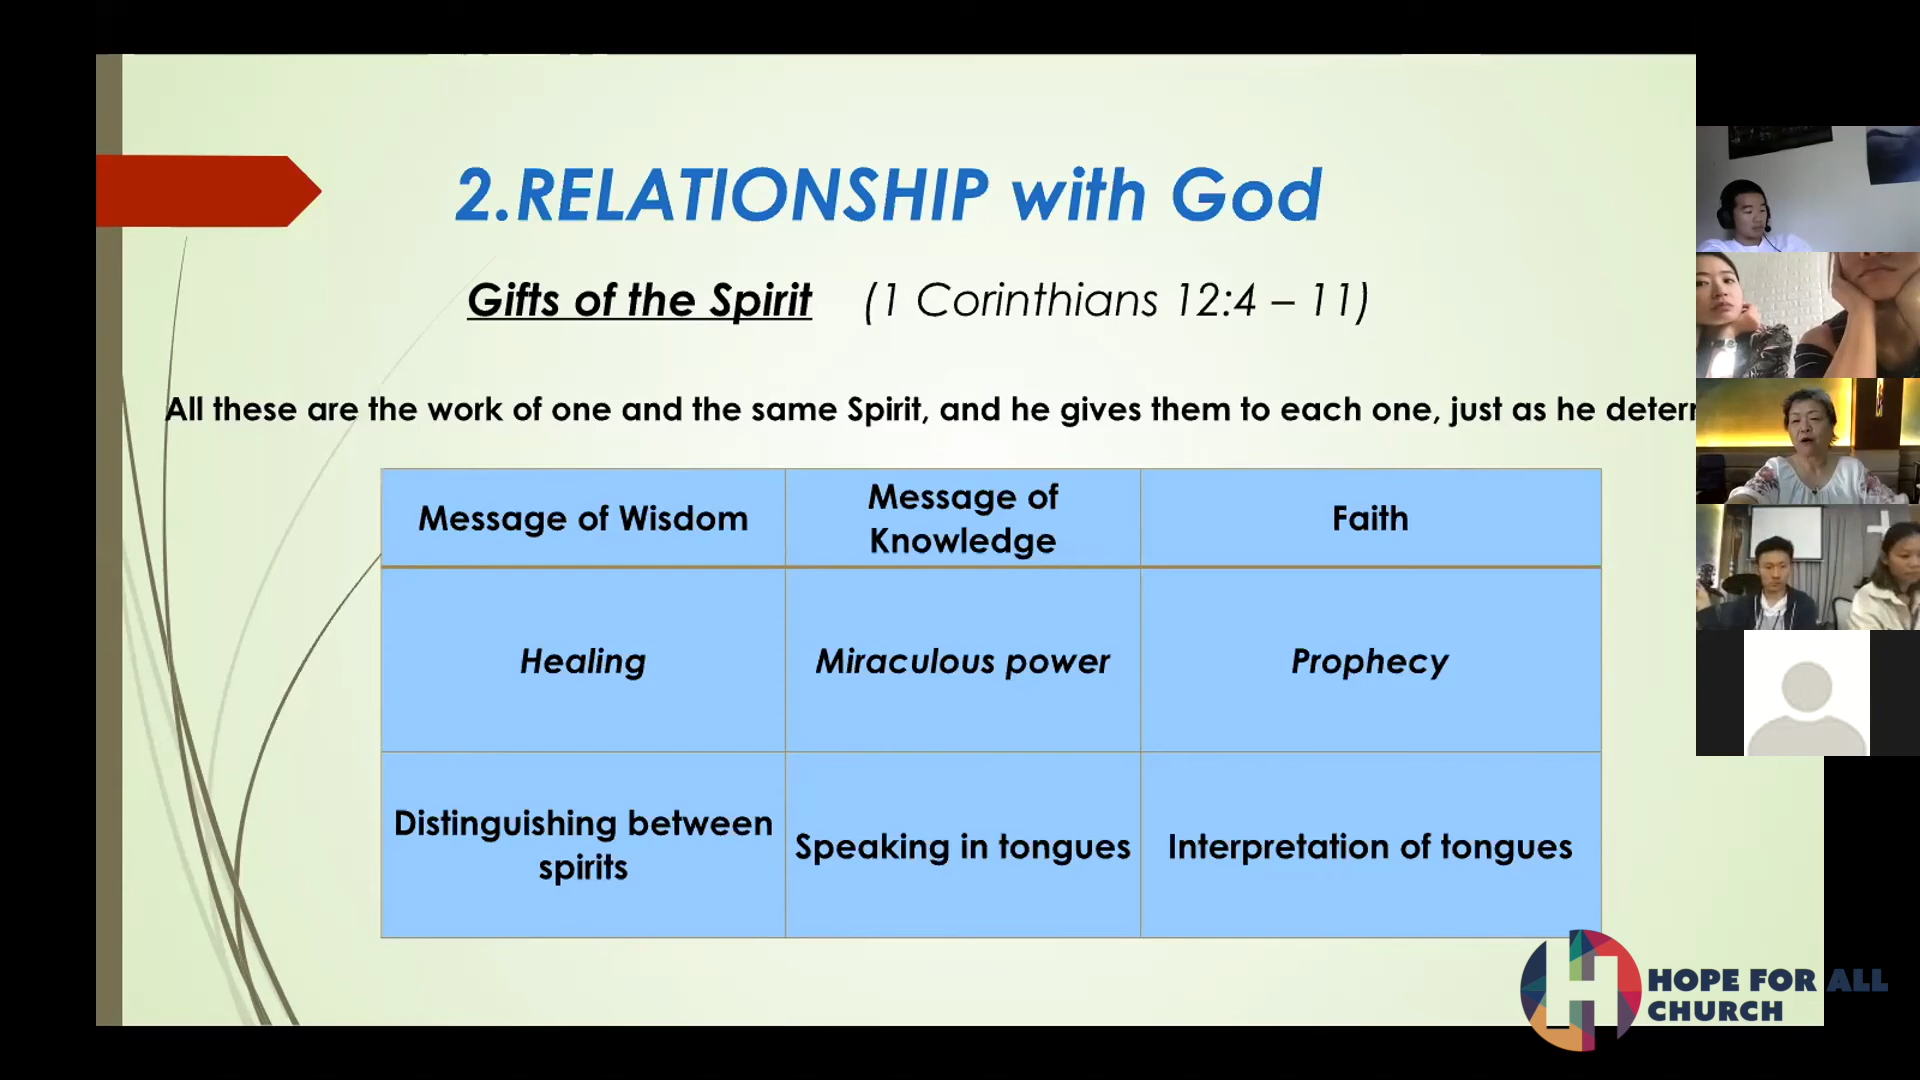 2.RELATIONSHIP with God
Gifts of the Spirit (1 Corinthians 12:4 – 11)
All these are the work of one and the same Spirit, and he gives them to each one, just as he
Message of Wisdom
Message of
Knowledge
Faith
Healing
Miraculous power
Prophecy
Distinguishing between
spirits
Speaking in tongues
Interpretation of tongues
HOPE FOR ALL
CHURCH